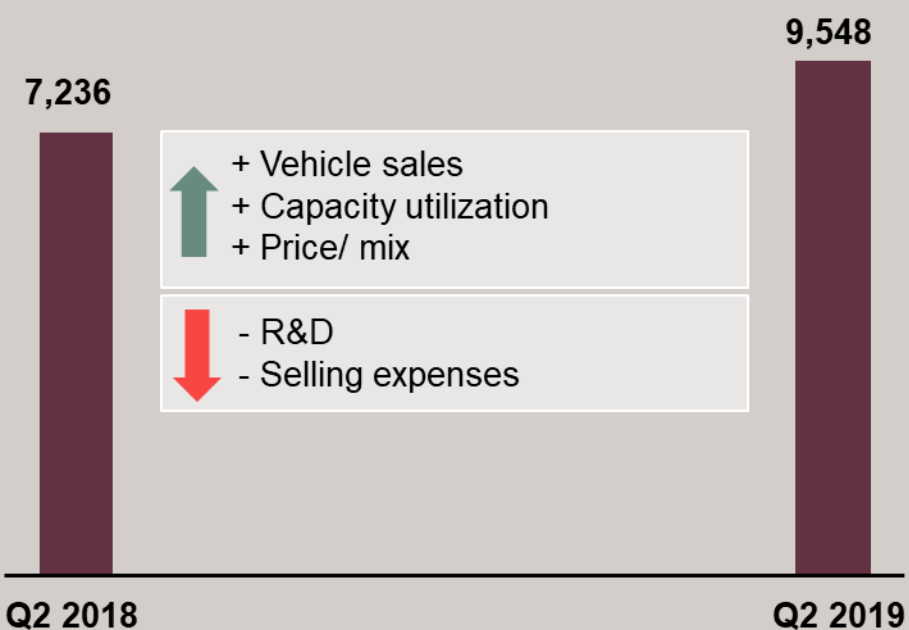 9,548
7,236
+ Vehicle sales
+ Capacity utilization
+ Price/ mix
- R&D
- Selling expenses
Q2 2018
Q2 2019